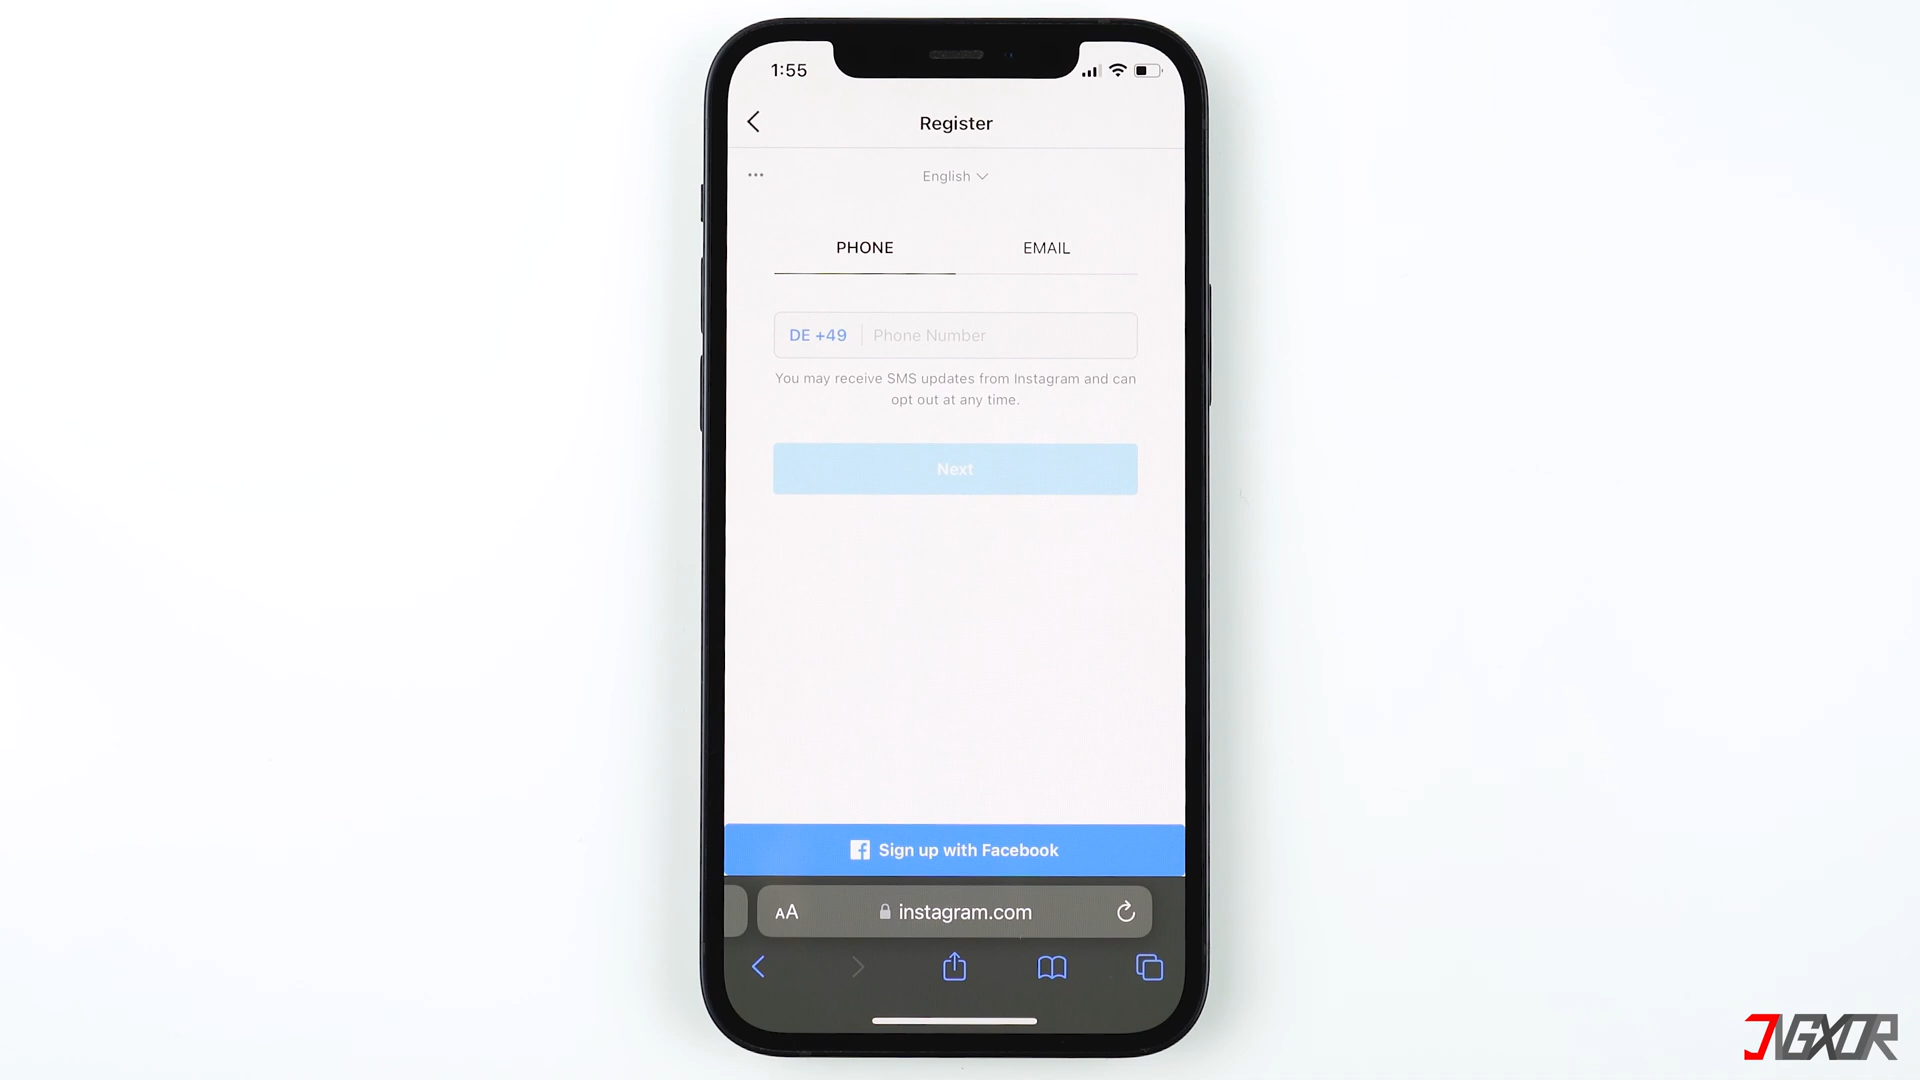 1:55
Register
English
PHONE EMAIL
DE +49 Phone Number
You may receive SMS updates from Instagram and can
opt out at any time.
Next
Sign up with Facebook
AA instagram.com
JVGXOR